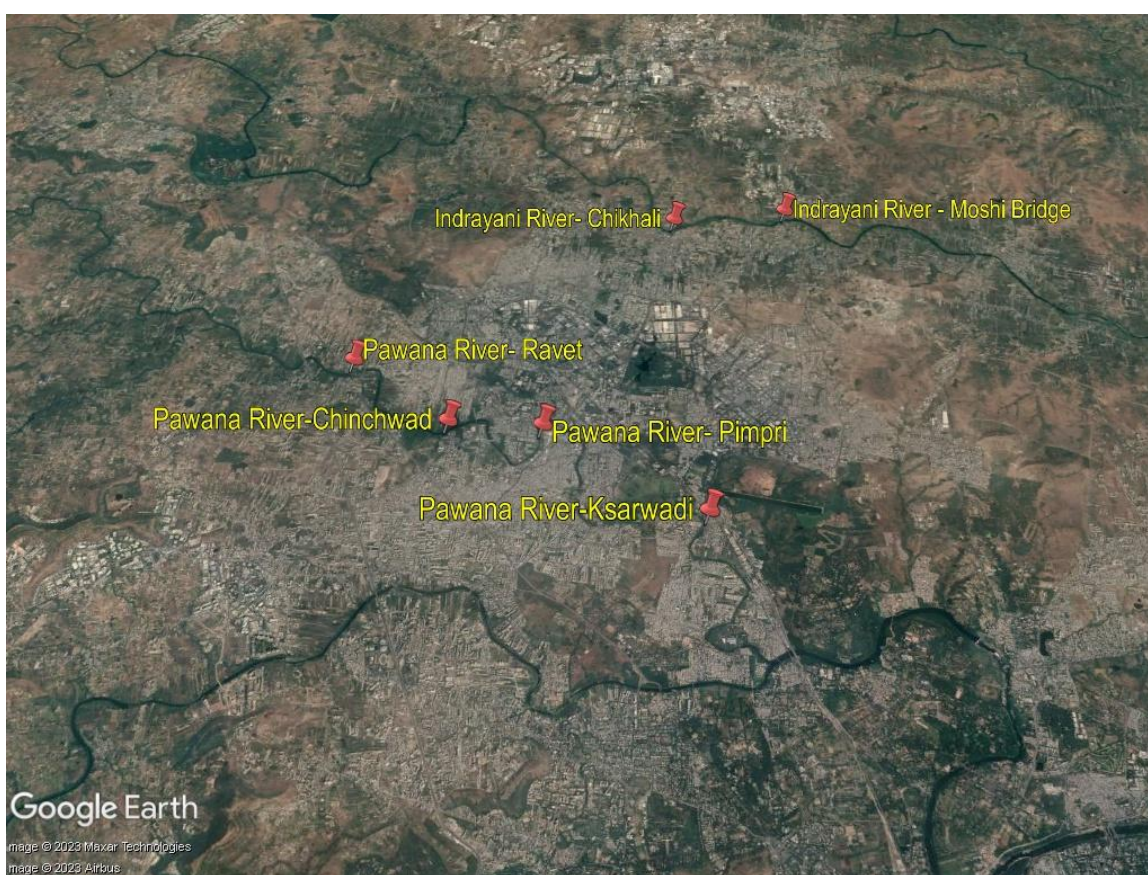 Indrayani River- Chikhali
Indrayani River - Moshi Bridge
Pawana River- Ravet
Pawana River-Chinchwad
Pawana River- Pimpri
Pawana River-Ksarwadi
Google Earth
mage © 2023 Maxar Technologies
mage © 2023 Airbus